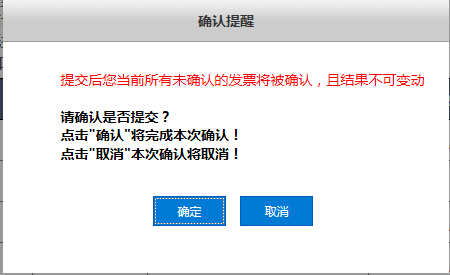 确认提醒
提交后您当前所有未确认的发票将被确认，且结果不可变动
请确认是否提交？
点击"确认"将完成本次确认！
点击"取消"本次确认将取消！
确定
取消